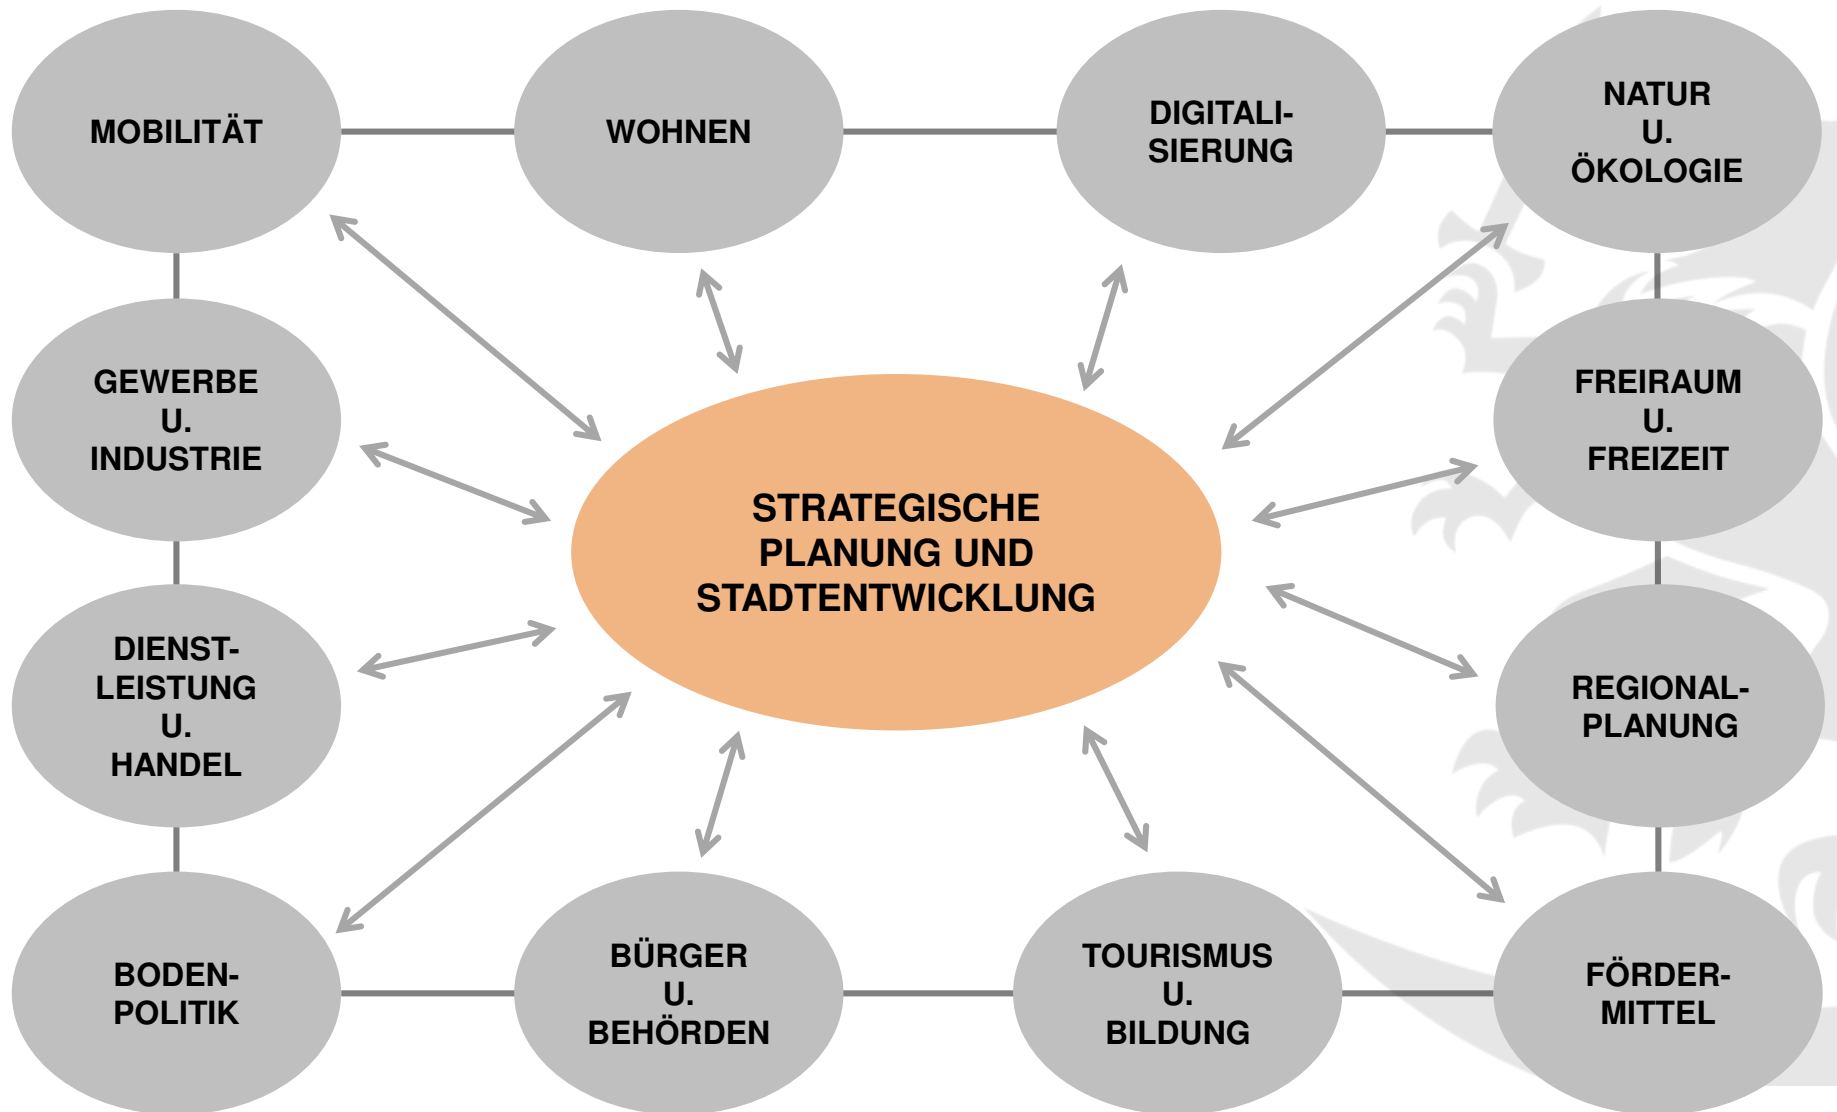 MOBILITÄT
WOHNEN
DIGITALI-
SIERUNG
NATUR
U.
ÖKOLOGIE
GEWERBE
U.
INDUSTRIE
FREIRAUM
U.
FREIZEIT
STRATEGISCHE
PLANUNG UND
STADTENTWICKLUNG
DIENST-
LEISTUNG
U.
HANDEL
REGIONAL-
PLANUNG
BODEN-
POLITIK
BÜRGER
U.
BEHÖRDEN
TOURISMUS
U.
BILDUNG
FÖRDER-
MITTEL